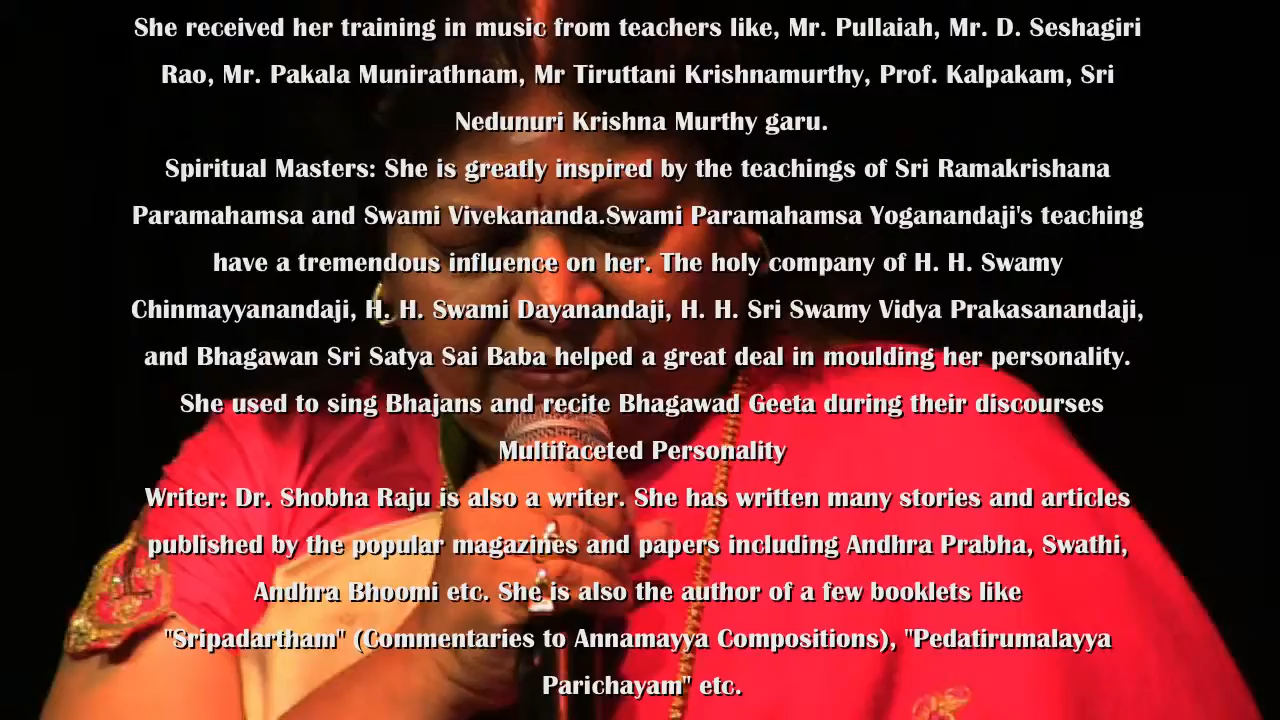 She received her training in music from teachers like, Mr. Pullaiah, Mr. D. Seshagiri
Rao, Mr. Pakala Munirathnam, Mr Tiruttani Krishnamurthy, Prof. Kalpakam, Sri
Nedunuri Krishna Murthy garu.
Spiritual Masters: She is greatly inspired by the teachings of Sri Ramakrishana
Paramahamsa and Swami Vivekananda.Swami Paramahamsa Yoganandaji's teaching
have a tremendous influence on her. The holy company of H. H. Swamy
Chinmayyanandaji, H. H. Swami Dayanandaji, H. H. Sri Swamy Vidya Prakasanandaji,
and Bhagawan Sri Satya Sai Baba helped a great deal in moulding her personality.
She used to sing Bhajans and recite Bhagawad Geeta during their discourses
Multifaceted Personality
Writer: Dr. Shobha Raju is also a writer. She has written many stories and articles
published by the popular magazines and papers including Andhra Prabha, Swathi,
Andhra Bhoomi etc. She is also the author of a few booklets like
"Sripadartham" (Commentaries to Annamayya Compositions), "Pedatirumalayya
Parichayam" etc.